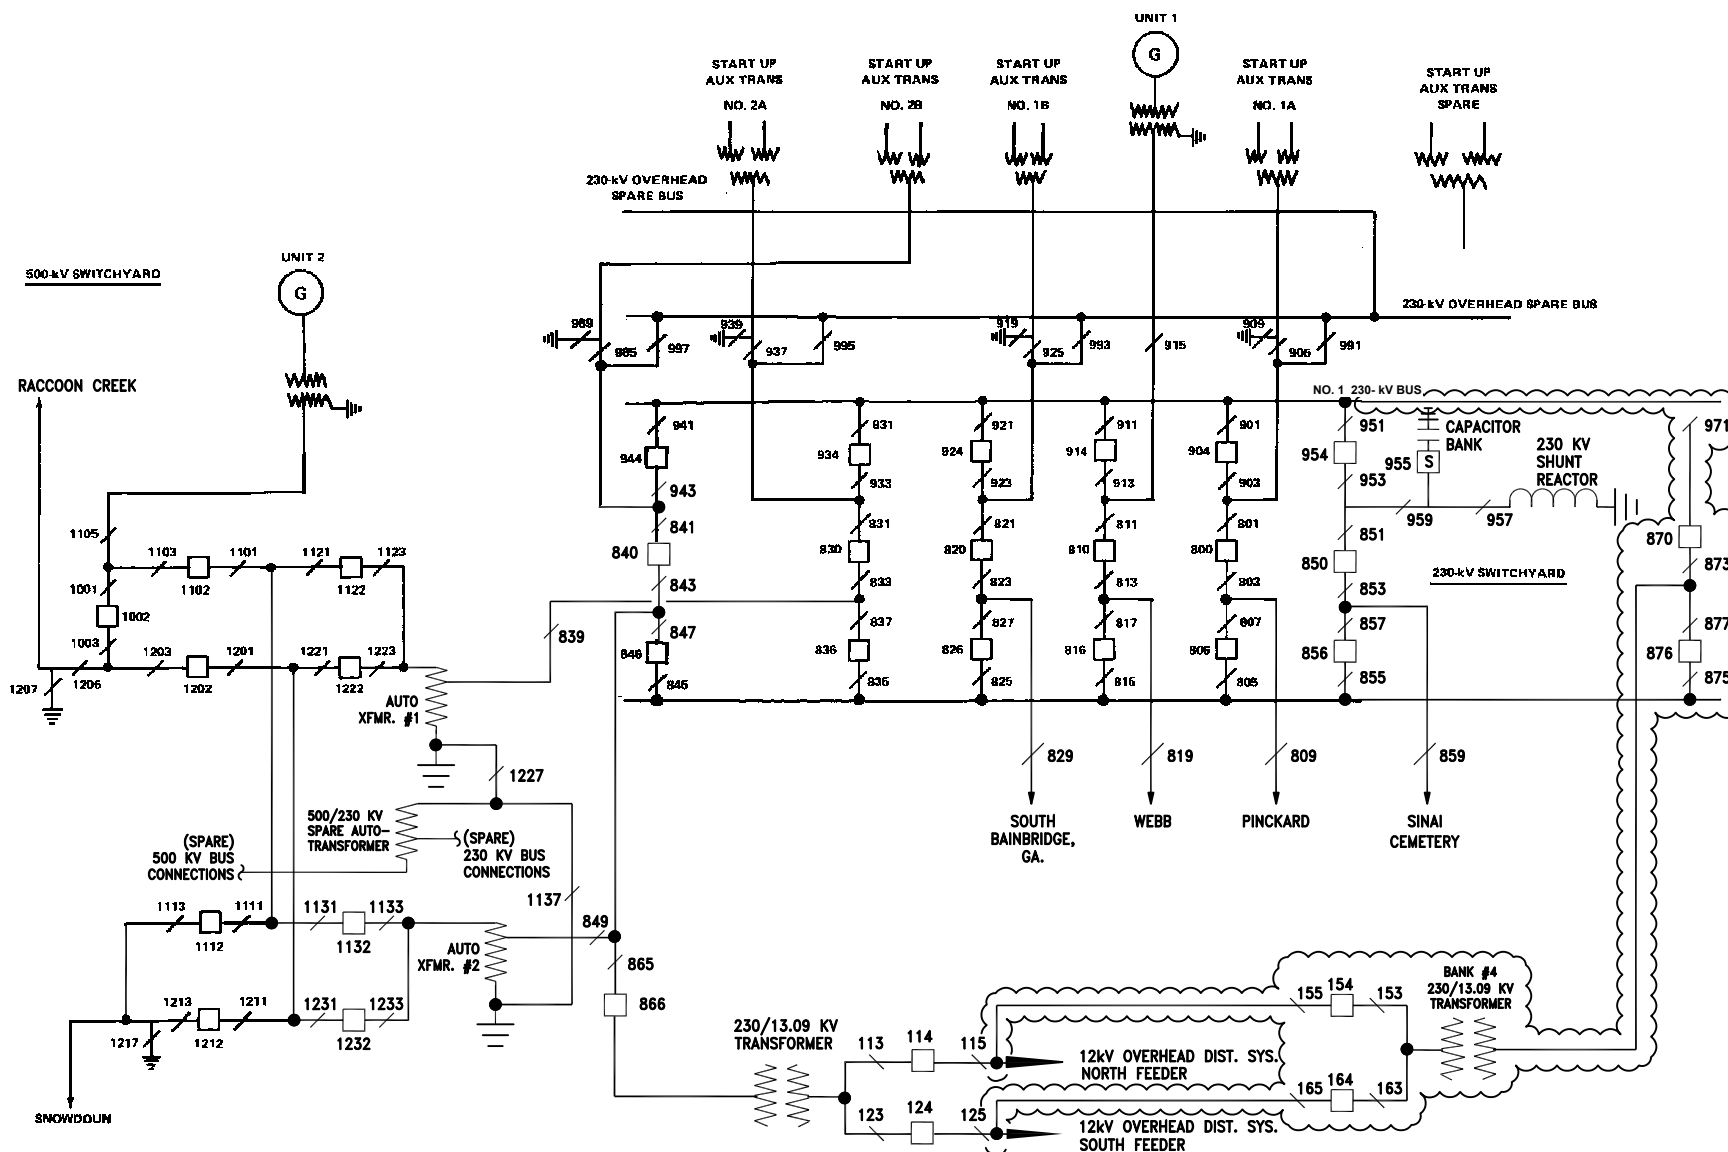 UNIT 1
G
START UP
AUX TRANS
NO. 2A
START UP
AUX TRANS
NO. 2B
START UP
AUX TRANS
NO. 1B
START UP
AUX TRANS
NO. 1A
START UP
AUX TRANS
SPARE
230-kV OVERHEAD
SPARE BUS
UNIT 2
G
500-kV SWITCHYARD
230-kV OVERHEAD SPARE BUS
969
985
997
939
937
995
919
925
993
915
909
905
991
RACCOON CREEK
NO. 1 230- kV BUS
941
931
921
911
901
951
971
944
934
924
914
904
954
955
S
CAPACITOR
BANK
230 KV
SHUNT
REACTOR
943
933
923
913
903
953
959
957
841
831
821
811
801
851
840
830
820
810
800
850
870
843
833
823
813
803
853
873
230-kV SWITCHYARD
1105
1103
1101
1121
1123
1102
1122
1001
1002
1003
1203
1201
1221
1223
1207
1206
1202
1222
839
847
837
827
817
807
857
877
846
836
826
816
806
856
876
845
835
825
815
805
855
875
AUTO
XFMR. #1
1227
829
819
809
859
SOUTH
BAINBRIDGE,
GA.
WEBB
PINCKARD
SINAI
CEMETERY
500/230 KV
SPARE AUTO-
TRANSFORMER
(SPARE)
500 KV BUS
CONNECTIONS
(SPARE)
230 KV BUS
CONNECTIONS
1137
1113
1111
1131
1133
1112
1132
849
AUTO
XFMR. #2
865
866
1213
1211
1231
1233
1217
1212
1232
SNOWDOUN
230/13.09 KV
TRANSFORMER
113
114
115
123
124
125
12kV OVERHEAD DIST. SYS.
NORTH FEEDER
12kV OVERHEAD DIST. SYS.
SOUTH FEEDER
155
154
153
165
164
163
BANK #4
230/13.09 KV
TRANSFORMER